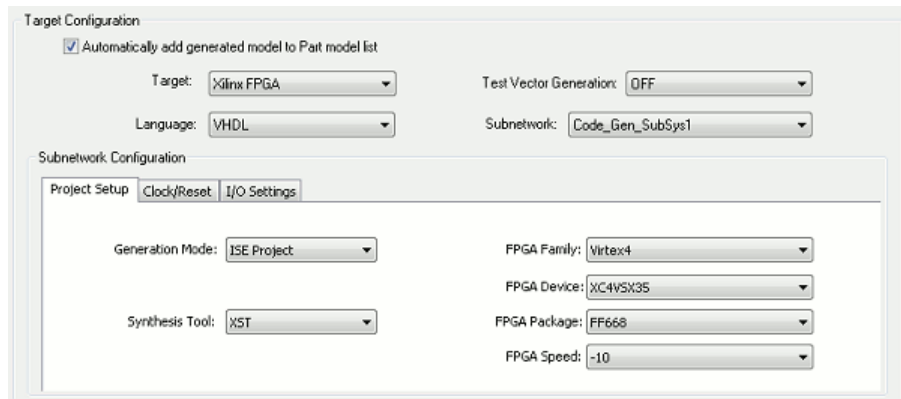 Target Configuration
Automatically add generated model to Part model list
Target: Xilinx FPGA Test Vector Generation: OFF
Language: VHDL Subnetwork: Code_Gen_SubSys1
Subnetwork Configuration
Project Setup Clock/Reset I/O Settings
Generation Mode: ISE Project FPGA Family: Virtex4
FPGA Device: XC4VSX35
Synthesis Tool: XST FPGA Package: FF668
FPGA Speed: -10